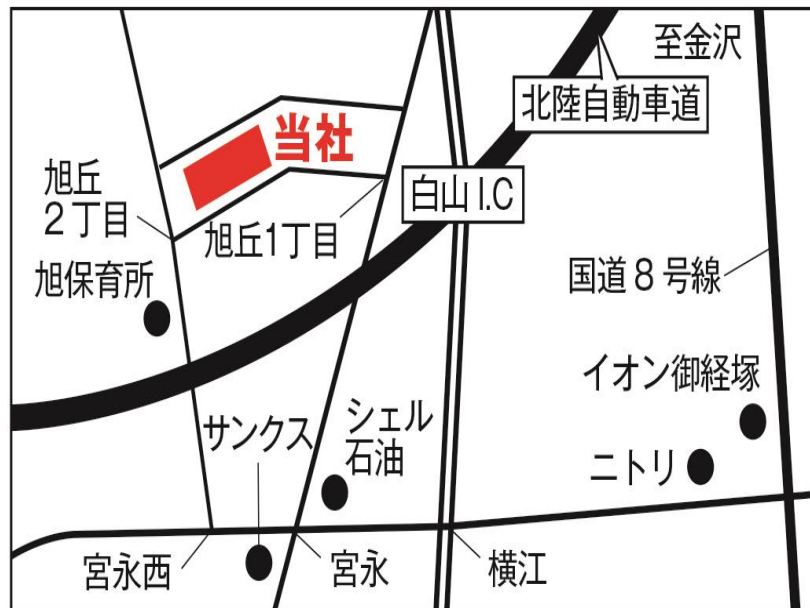 至金沢
北陸自動車道
当社
旭丘
2丁目
白山I.C
旭丘1丁目
旭保育所
国道8号線
イオン御経塚
サンクス
シェル
石油
ニトリ
宮永西
宮永
横江